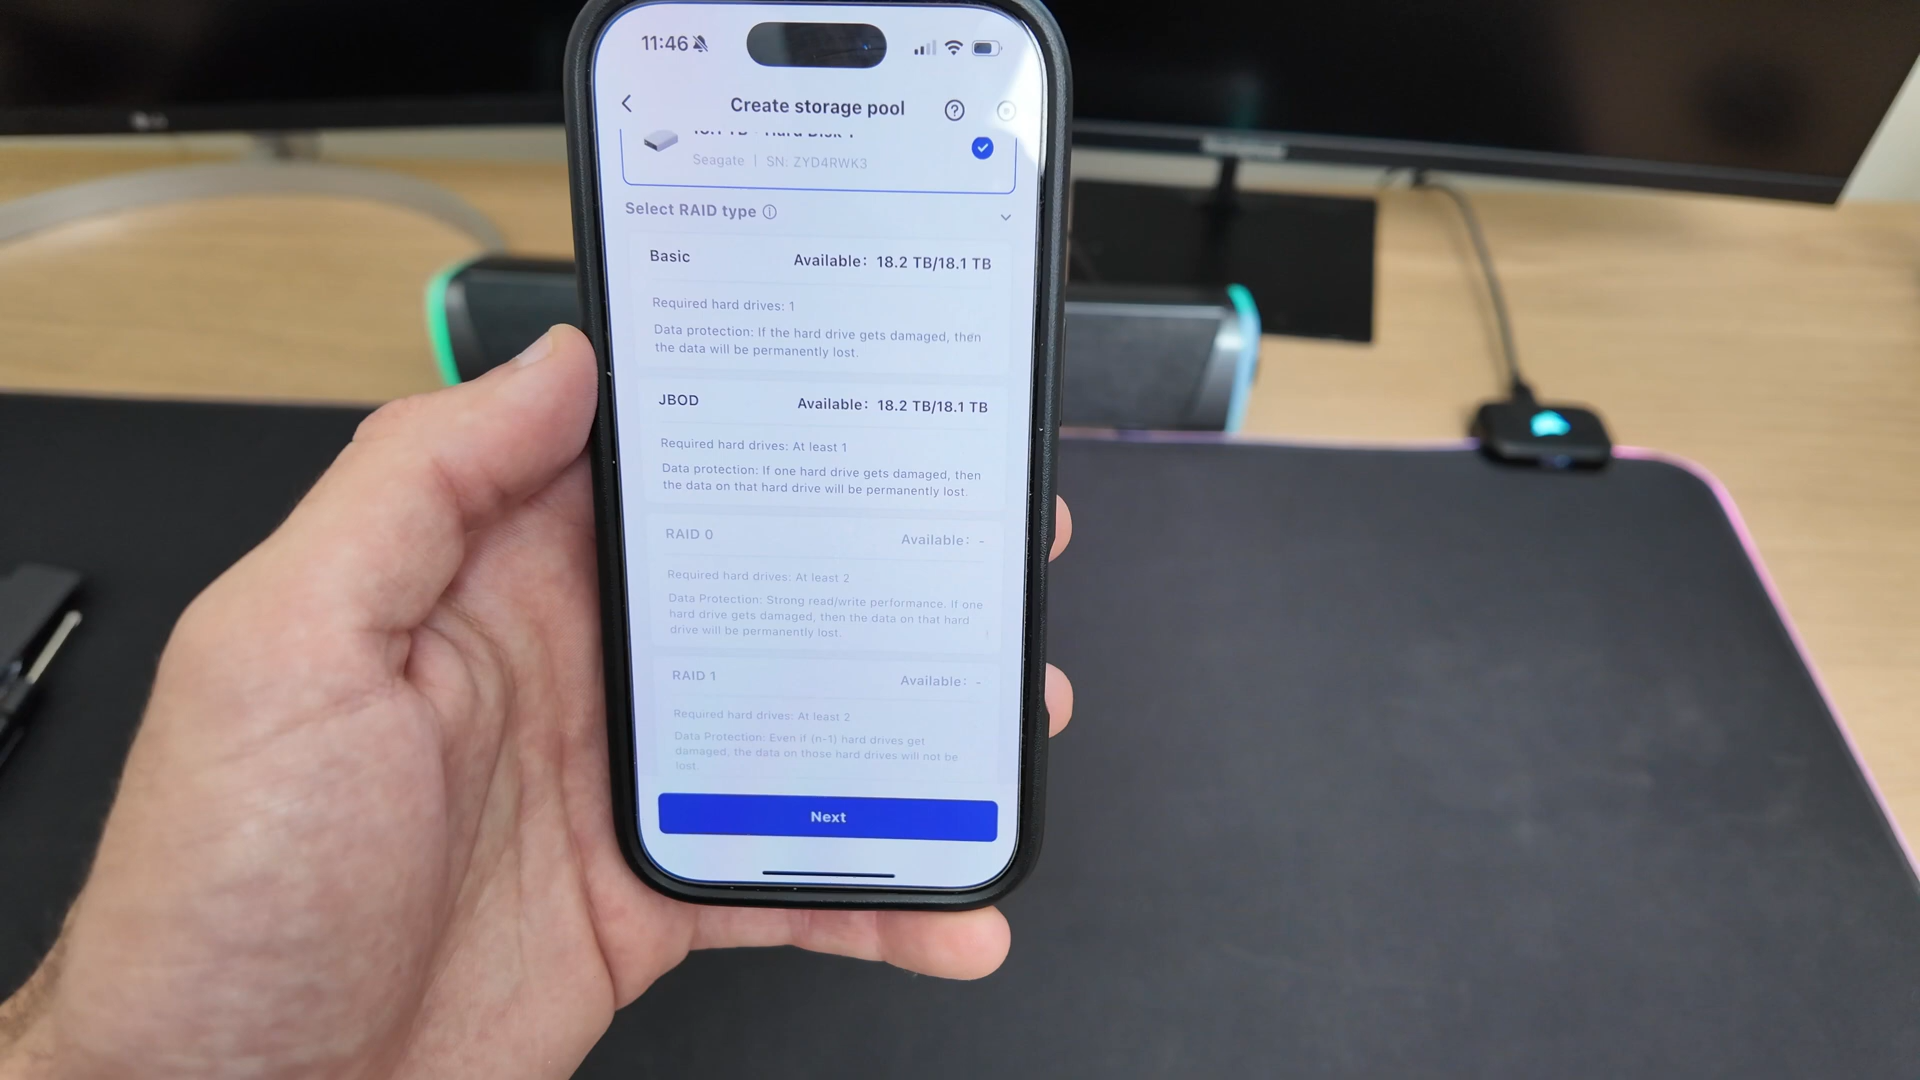 11:46
Create storage pool
Seagate | SN: ZYD4RWK3
Select RAID type
Basic Available: 18.2 TB/18.1 TB
Required hard drives: 1
Data protection: If the hard drive gets damaged, then
the data will be permanently lost.
JBOD Available: 18.2 TB/18.1 TB
Required hard drives: At least 1
Data protection: If one hard drive gets damaged, then
the data on that hard drive will be permanently lost.
RAID 0 Available: -
Required hard drives: At least 2
Data Protection: Strong read/write performance. If one
hard drive gets damaged, then the data on that hard
drive will be permanently lost.
RAID 1 Available: -
Required hard drives: At least 2
Data Protection: Even if (n-1) hard drives get
damaged, the data on those hard drives will not be
lost.
Next